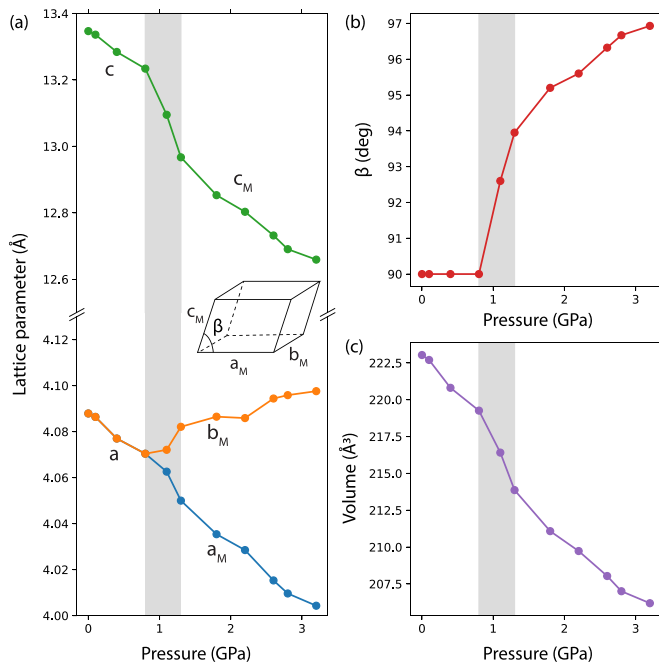 (a)
13.4
13.2
13.0
12.8
12.6
4.12
4.10
4.08
4.06
4.04
4.02
4.00
Lattice parameter (Å)
c
c_M
c_M
β
a_M
b_M
a
b_M
a_M
0 1 2 3
Pressure (GPa)
(b)
97
96
95
94
93
92
91
90
β (deg)
0 1 2 3
Pressure (GPa)
(c)
222.5
220.0
217.5
215.0
212.5
210.0
207.5
Volume (Å³)
0 1 2 3
Pressure (GPa)